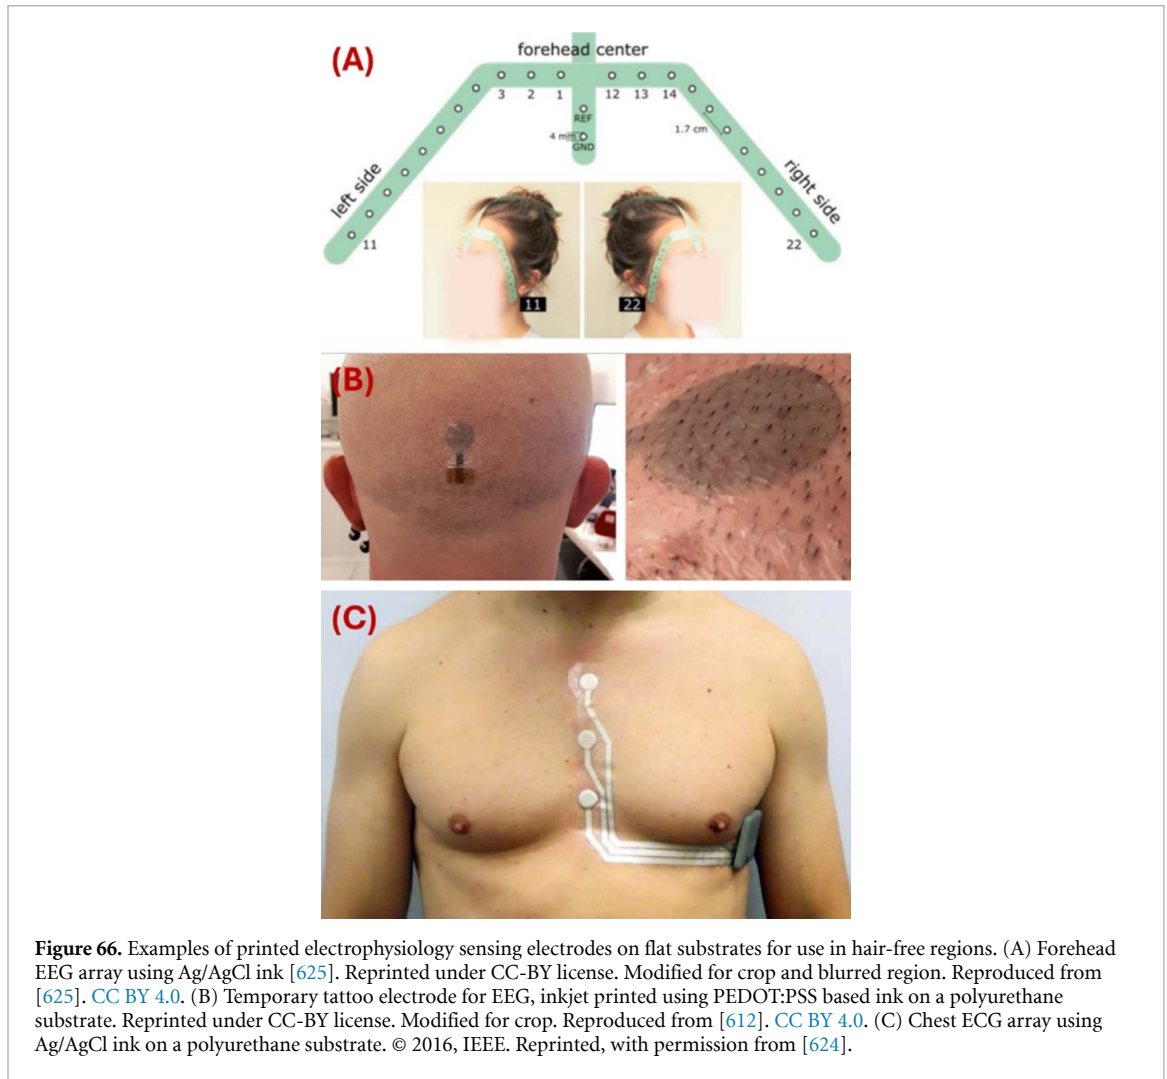 (A)
forehead center
3 2 1 12 13 14
REF
4 mm
GND
1.7 cm
left side
right side
11
22
11
22
(B)
(C)
Figure 66. Examples of printed electrophysiology sensing electrodes on flat substrates for use in hair-free regions. (A) Forehead
EEG array using Ag/AgCl ink [625]. Reprinted under CC-BY license. Modified for crop and blurred region. Reproduced from
[625]. CC BY 4.0. (B) Temporary tattoo electrode for EEG, inkjet printed using PEDOT:PSS based ink on a polyurethane
substrate. Reprinted under CC-BY license. Modified for crop. Reproduced from [612]. CC BY 4.0. (C) Chest ECG array using
Ag/AgCl ink on a polyurethane substrate. © 2016, IEEE. Reprinted, with permission from [624].